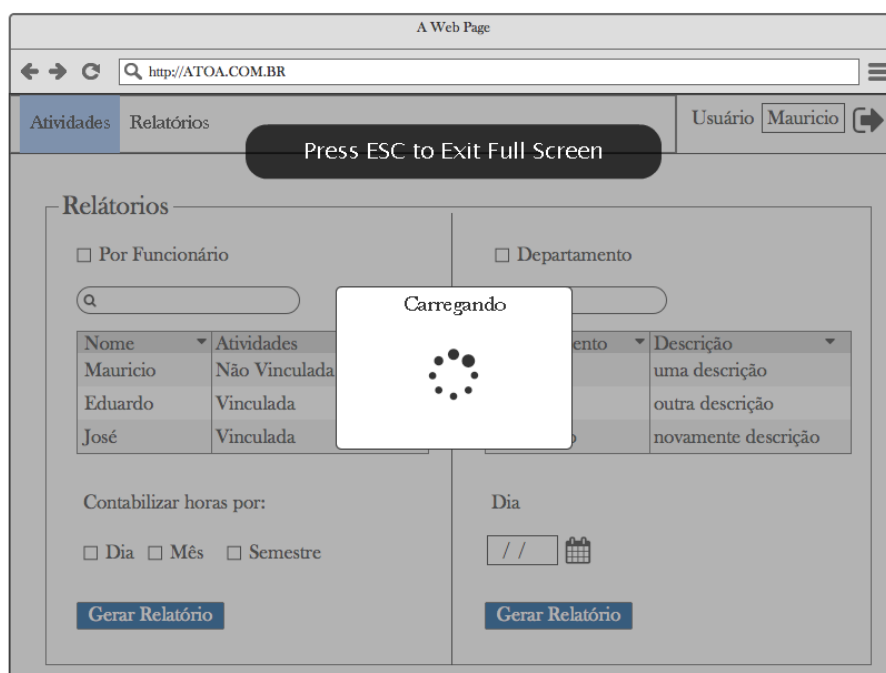 A Web Page
http://ATOA.COM.BR
Atividades Relatórios
Usuário Mauricio
Press ESC to Exit Full Screen
Relátorios
Por Funcionário
Departamento
Carregando
Nome Atividades
Mauricio Não Vinculada
Eduardo Vinculada
José Vinculada
ento Descrição
uma descrição
outra descrição
novamente descrição
Contabilizar horas por:
Dia Mês Semestre
Gerar Relatório
Dia
/ /
Gerar Relatório